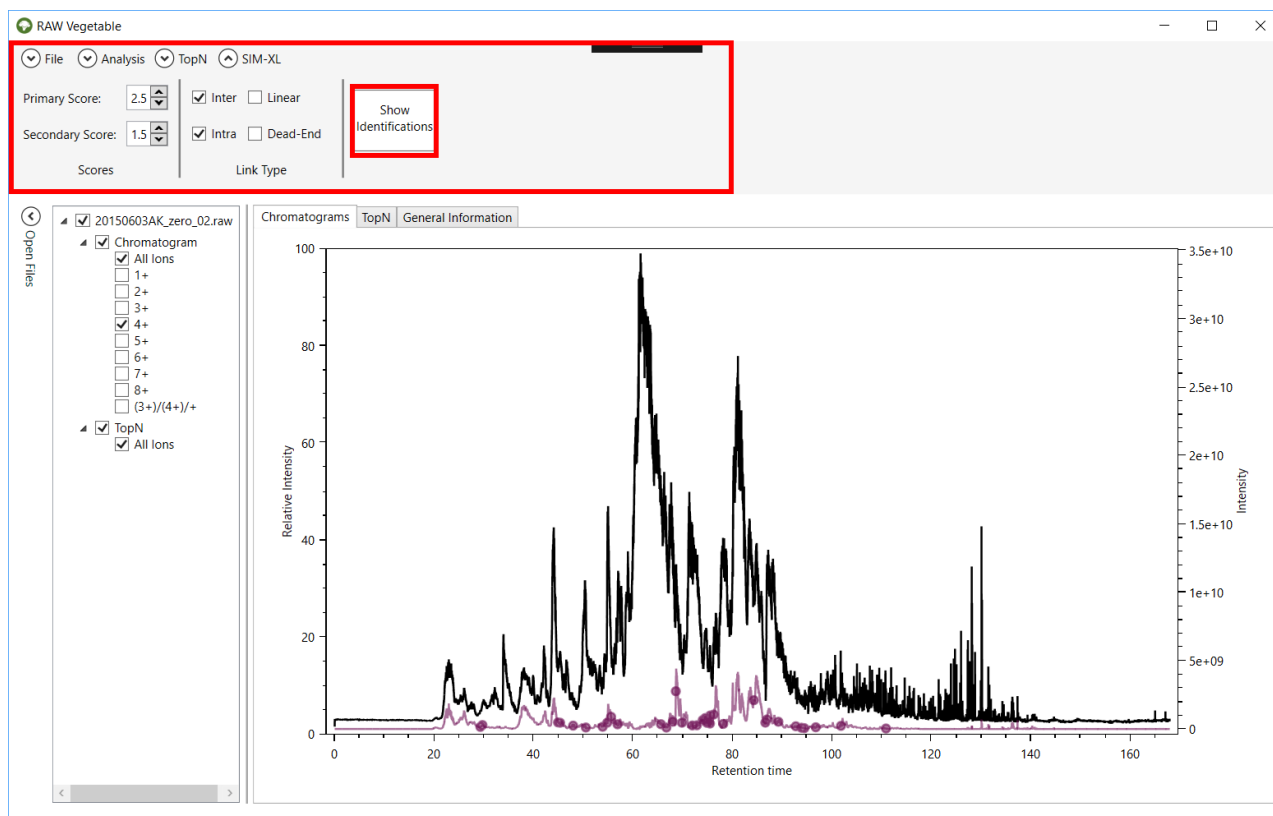 RAW Vegetable
File Analysis TopN SIM-XL
Primary Score: 2.5 Inter Linear
Show
Identifications
Secondary Score: 1.5 Intra Dead-End
Scores Link Type
Open Files
20150603AK_zero_02.raw
Chromatogram
All Ions
1+
2+
3+
4+
5+
6+
7+
8+
(3+)/(4+)/+
TopN
All Ions
Chromatograms TopN General Information
Relative Intensity
100
80
60
40
20
0
0 20 40 60 80 100 120 140 160
Retention time
3.5e+10
3e+10
2.5e+10
2e+10
1.5e+10
1e+10
5e+09
0
Intensity